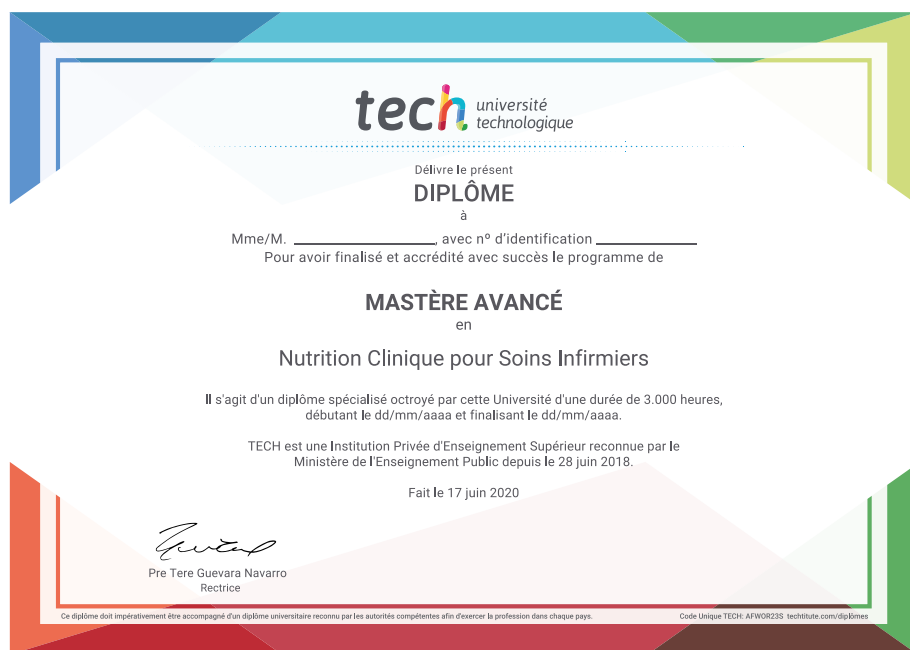 tech université
technologique
Délivre le présent
DIPLÔME
à
Mme/M. ________________, avec nº d'identification ____________
Pour avoir finalisé et accrédité avec succès le programme de
MASTÈRE AVANCÉ
en
Nutrition Clinique pour Soins Infirmiers
Il s'agit d'un diplôme spécialisé octroyé par cette Université d'une durée de 3.000 heures,
débutant le dd/mm/aaaa et finalisant le dd/mm/aaaa.
TECH est une Institution Privée d'Enseignement Supérieur reconnue par le
Ministère de l'Enseignement Public depuis le 28 juin 2018.
Fait le 17 juin 2020
Pre Tere Guevara Navarro
Rectrice
Ce diplôme doit impérativement être accompagné d'un diplôme universitaire reconnu par les autorités compétentes afin d'exercer la profession dans chaque pays. Code Unique TECH: AFWOR23S techtitute.com/diplômes